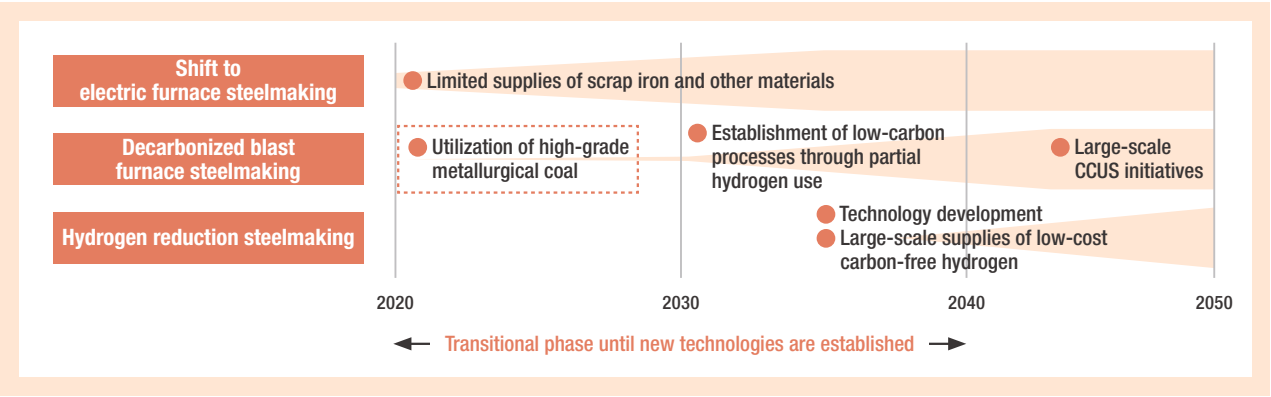 Shift to
electric furnace steelmaking
Limited supplies of scrap iron and other materials
Decarbonized blast
furnace steelmaking
Utilization of high-grade
metallurgical coal
Establishment of low-carbon
processes through partial
hydrogen use
Large-scale
CCUS initiatives
Hydrogen reduction steelmaking
Technology development
Large-scale supplies of low-cost
carbon-free hydrogen
2020
2030
2040
2050
Transitional phase until new technologies are established